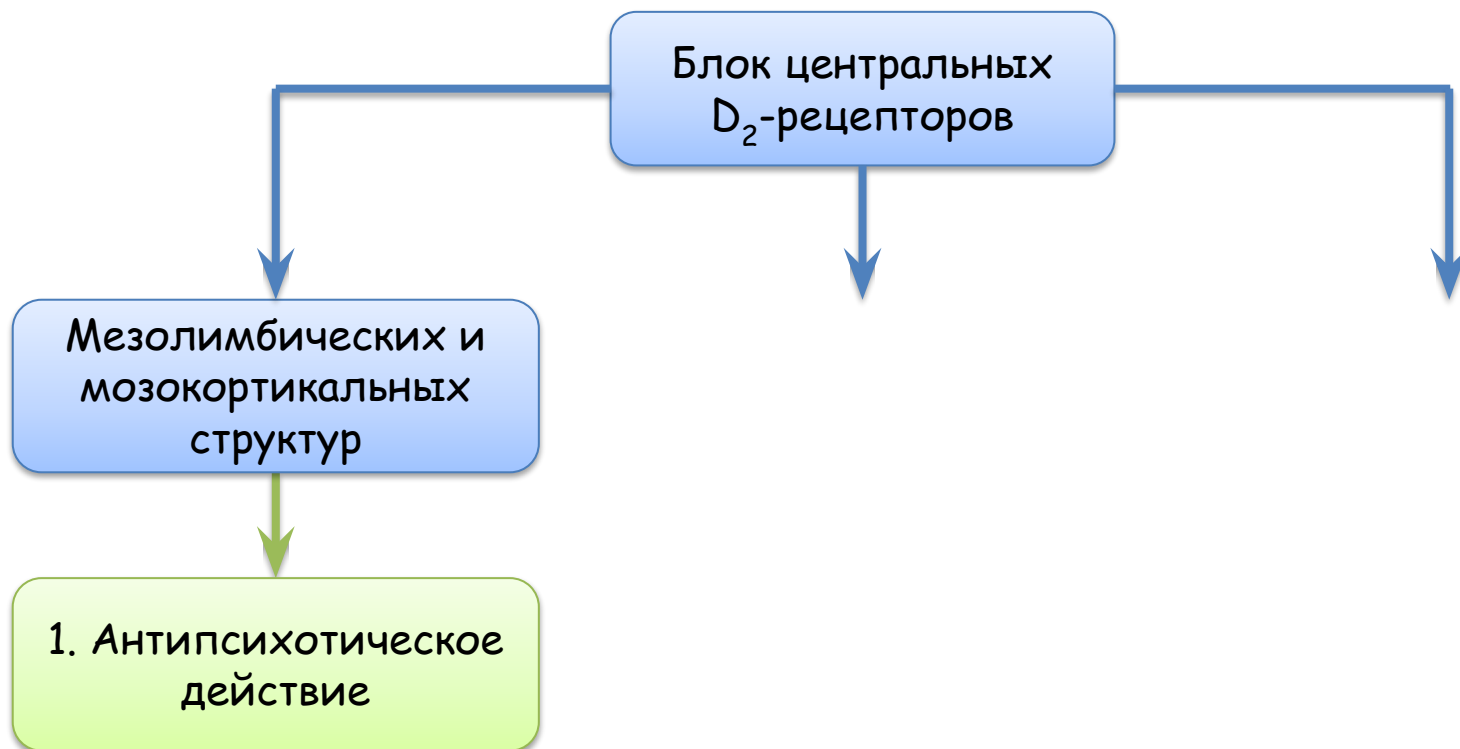 Блок центральных
D₂-рецепторов
Мезолимбических и
мозокортикальных
структур
1. Антипсихотическое
действие